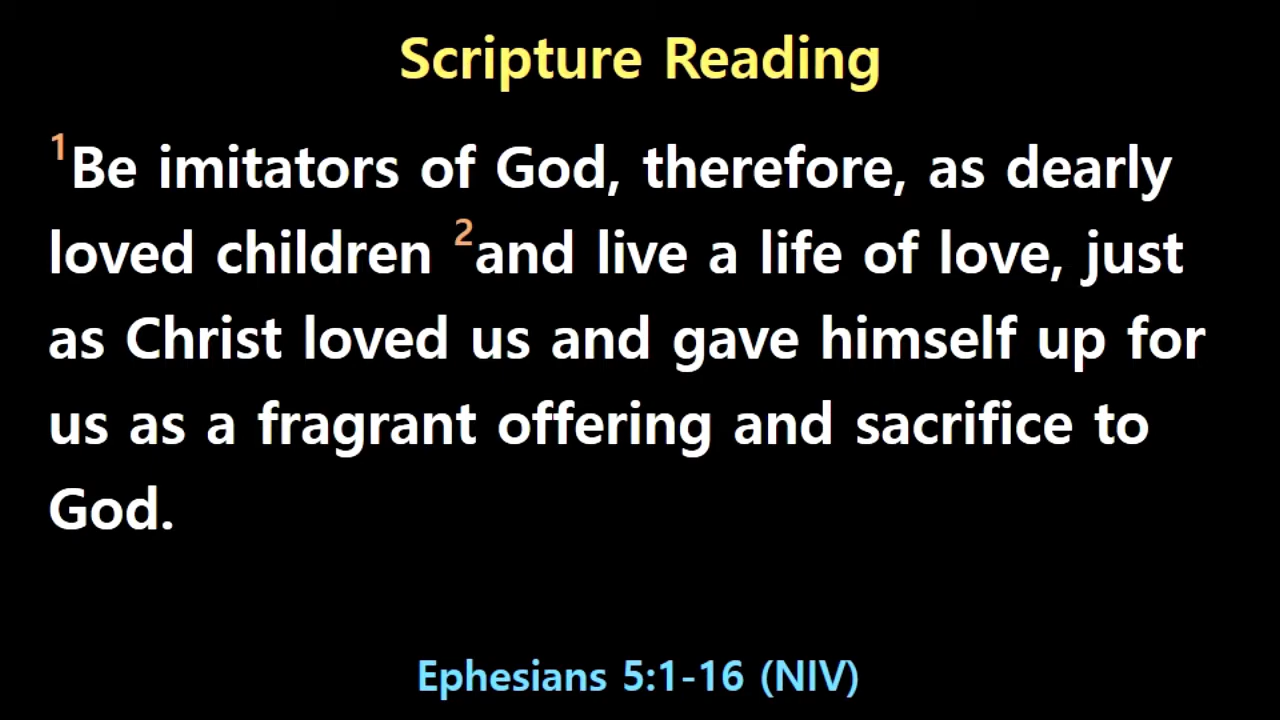 Scripture Reading
1Be imitators of God, therefore, as dearly
loved children 2and live a life of love, just
as Christ loved us and gave himself up for
us as a fragrant offering and sacrifice to
God.
Ephesians 5:1-16 (NIV)